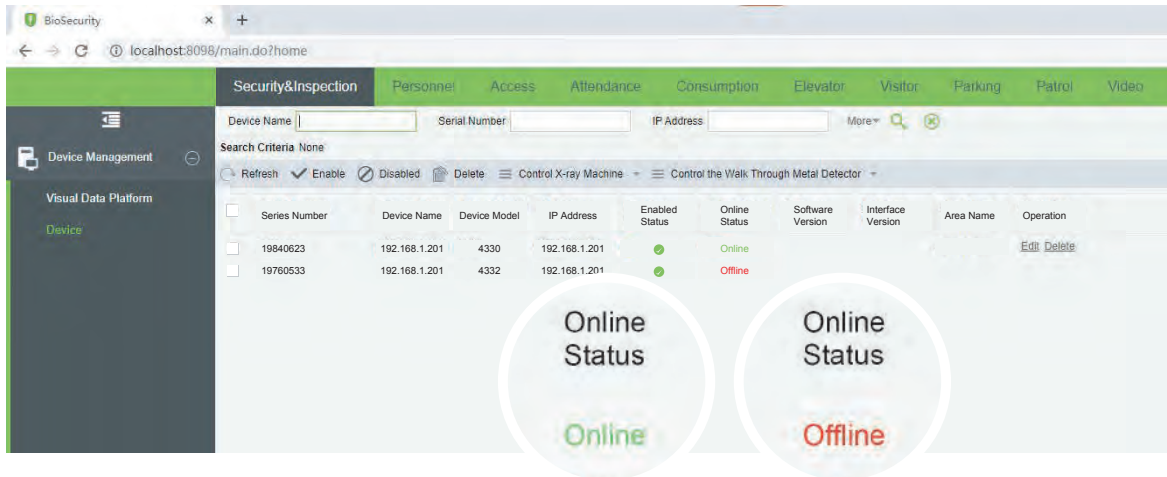 BioSecurity
localhost:8098/main.do?home
Security&Inspection Personnel Access Attendance Consumption Elevator Visitor Parking Patrol Video
Device Name Serial Number IP Address More
Device Management
Search Criteria None
Refresh Enable Disabled Delete Control X-ray Machine Control the Walk Through Metal Detector
Visual Data Platform
Device
Series Number Device Name Device Model IP Address Enabled Status Online Status Software Version Interface Version Area Name Operation
19840623 192.168.1.201 4330 192.168.1.201 Online Edit Delete
19760533 192.168.1.201 4332 192.168.1.201 Offline
Online Online
Status Status
Online Offline